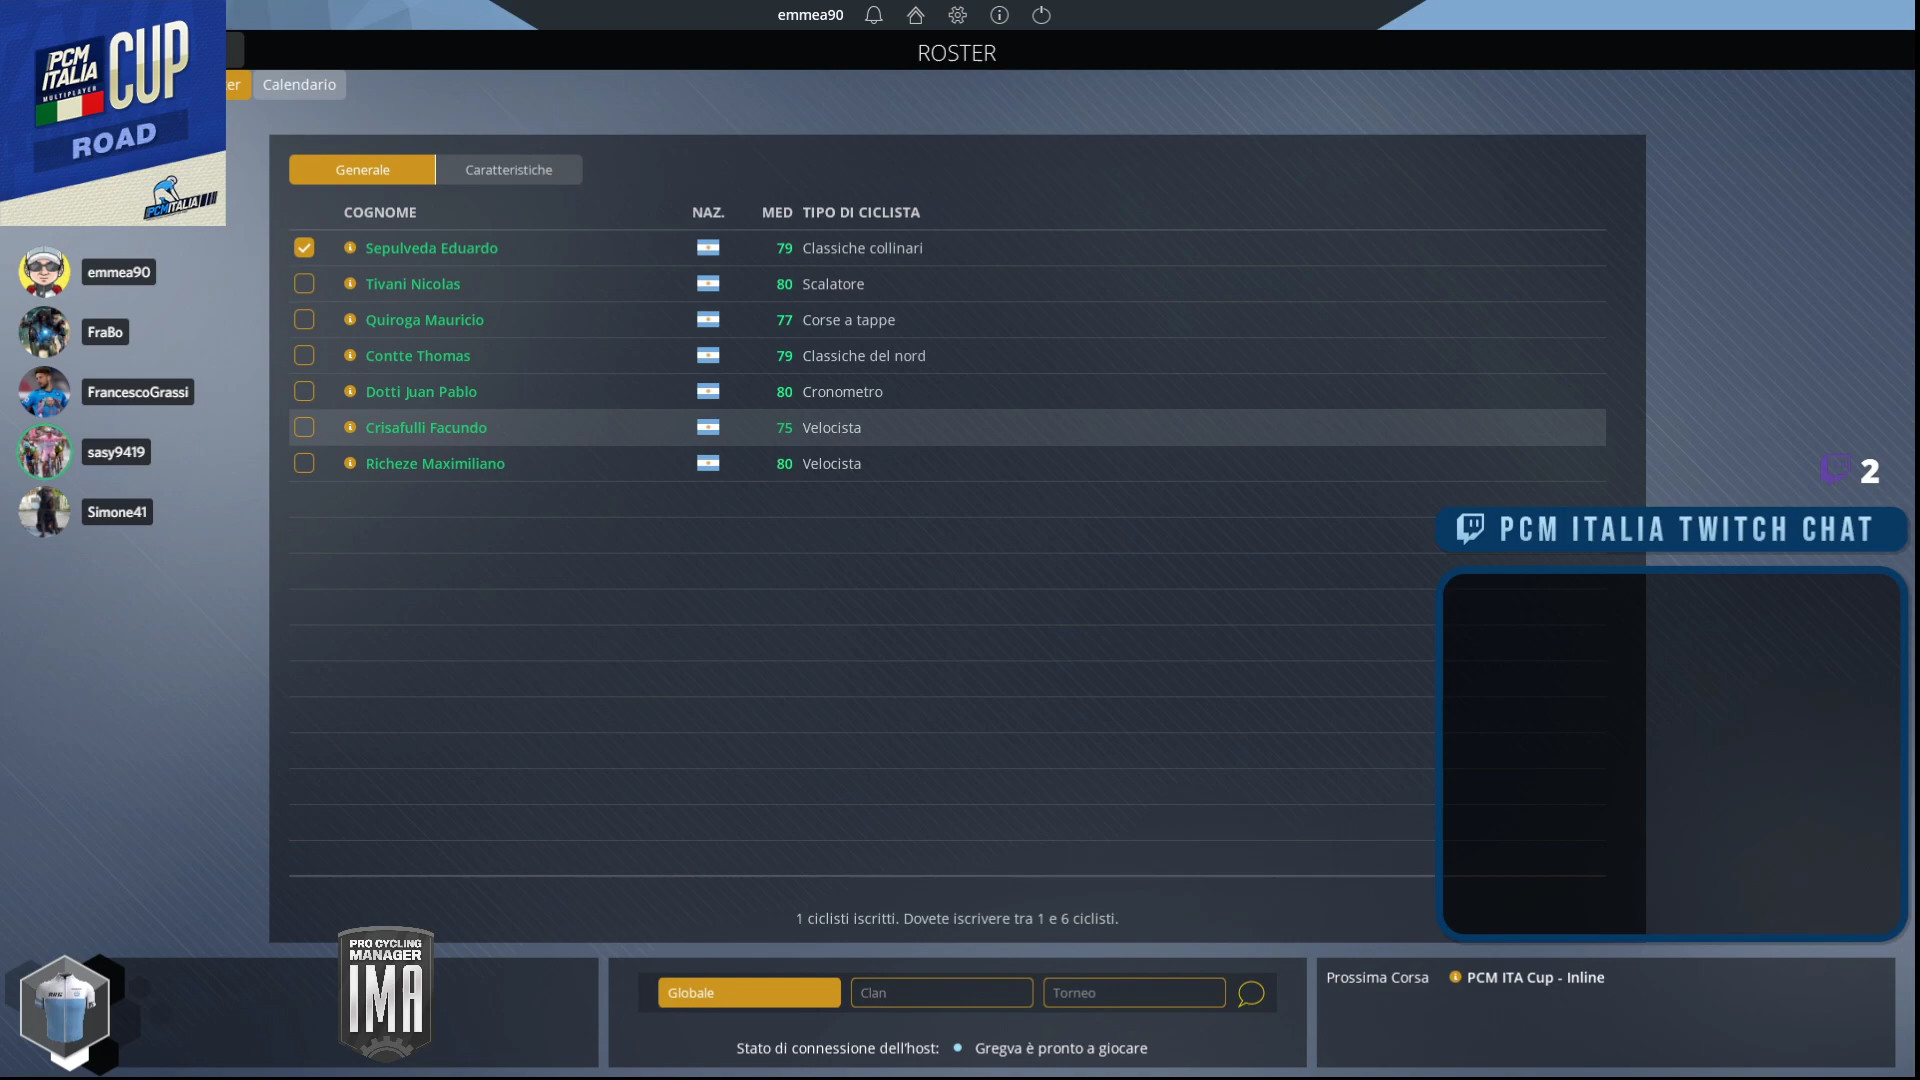 emmea90
ROSTER
PCM
ITALIA
MULTIPLAYER
CUP
ROAD
PCMITALIA
er
Calendario
Generale
Caratteristiche
COGNOME NAZ. MED TIPO DI CICLISTA
Sepulveda Eduardo 79 Classiche collinari
Tivani Nicolas 80 Scalatore
Quiroga Mauricio 77 Corse a tappe
Contte Thomas 79 Classiche del nord
Dotti Juan Pablo 80 Cronometro
Crisafulli Facundo 75 Velocista
Richeze Maximiliano 80 Velocista
emmea90
FraBo
FrancescoGrassi
sasy9419
Simone41
2
PCM ITALIA TWITCH CHAT
1 ciclisti iscritti. Dovete iscrivere tra 1 e 6 ciclisti.
PRO CYCLING
MANAGER
IMA
Globale
Clan
Torneo
Stato di connessione dell'host: Gregva è pronto a giocare
Prossima Corsa PCM ITA Cup - Inline